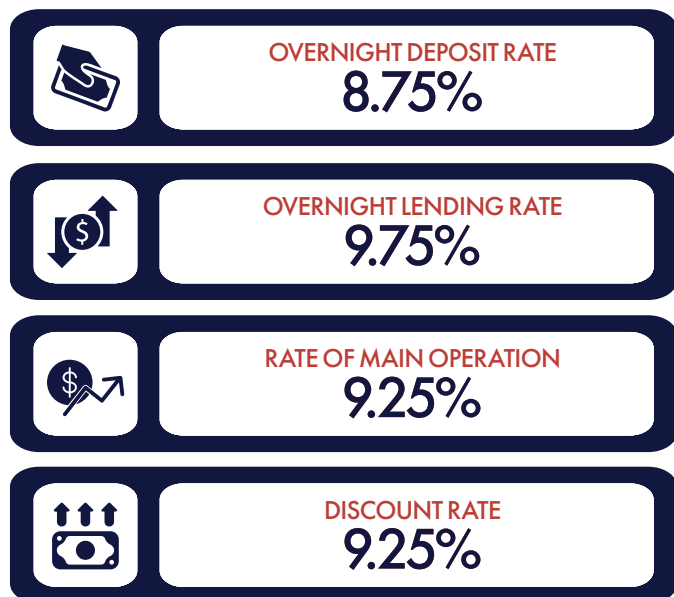 OVERNIGHT DEPOSIT RATE
8.75%
$
OVERNIGHT LENDING RATE
9.75%
$
RATE OF MAIN OPERATION
9.25%
DISCOUNT RATE
9.25%